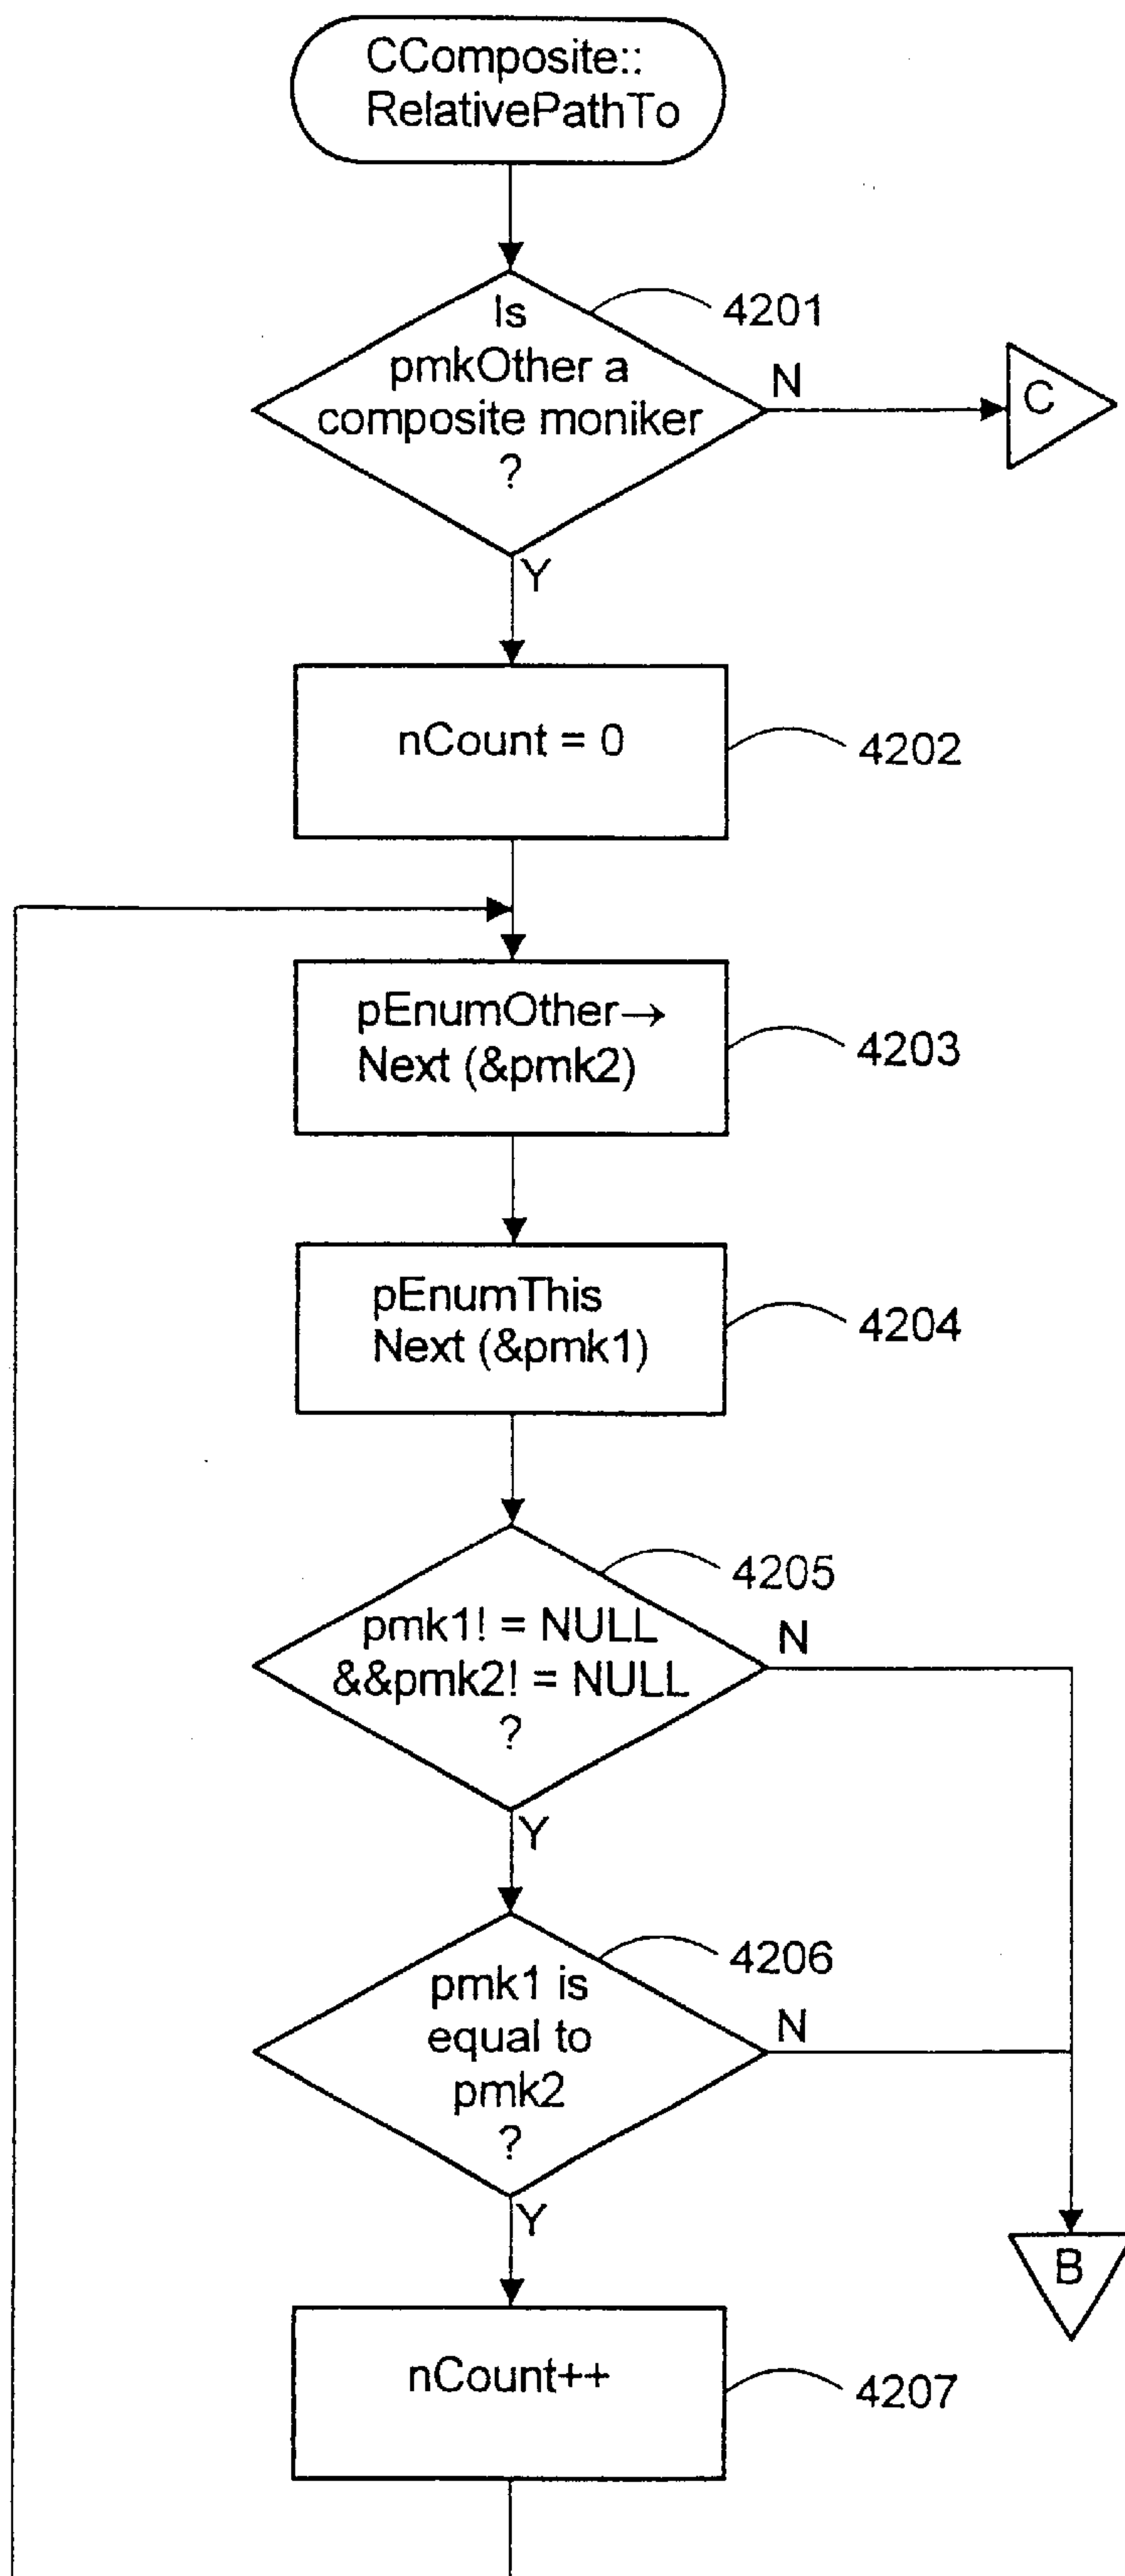 CComposite::
RelativePathTo
Is
pmkOther a
composite moniker
?
4201
N
C
Y
nCount = 0
4202
pEnumOther→
Next (&pmk2)
4203
pEnumThis
Next (&pmk1)
4204
pmk1! = NULL
&&pmk2! = NULL
?
4205
N
Y
pmk1 is
equal to
pmk2
?
4206
N
Y
B
nCount++
4207